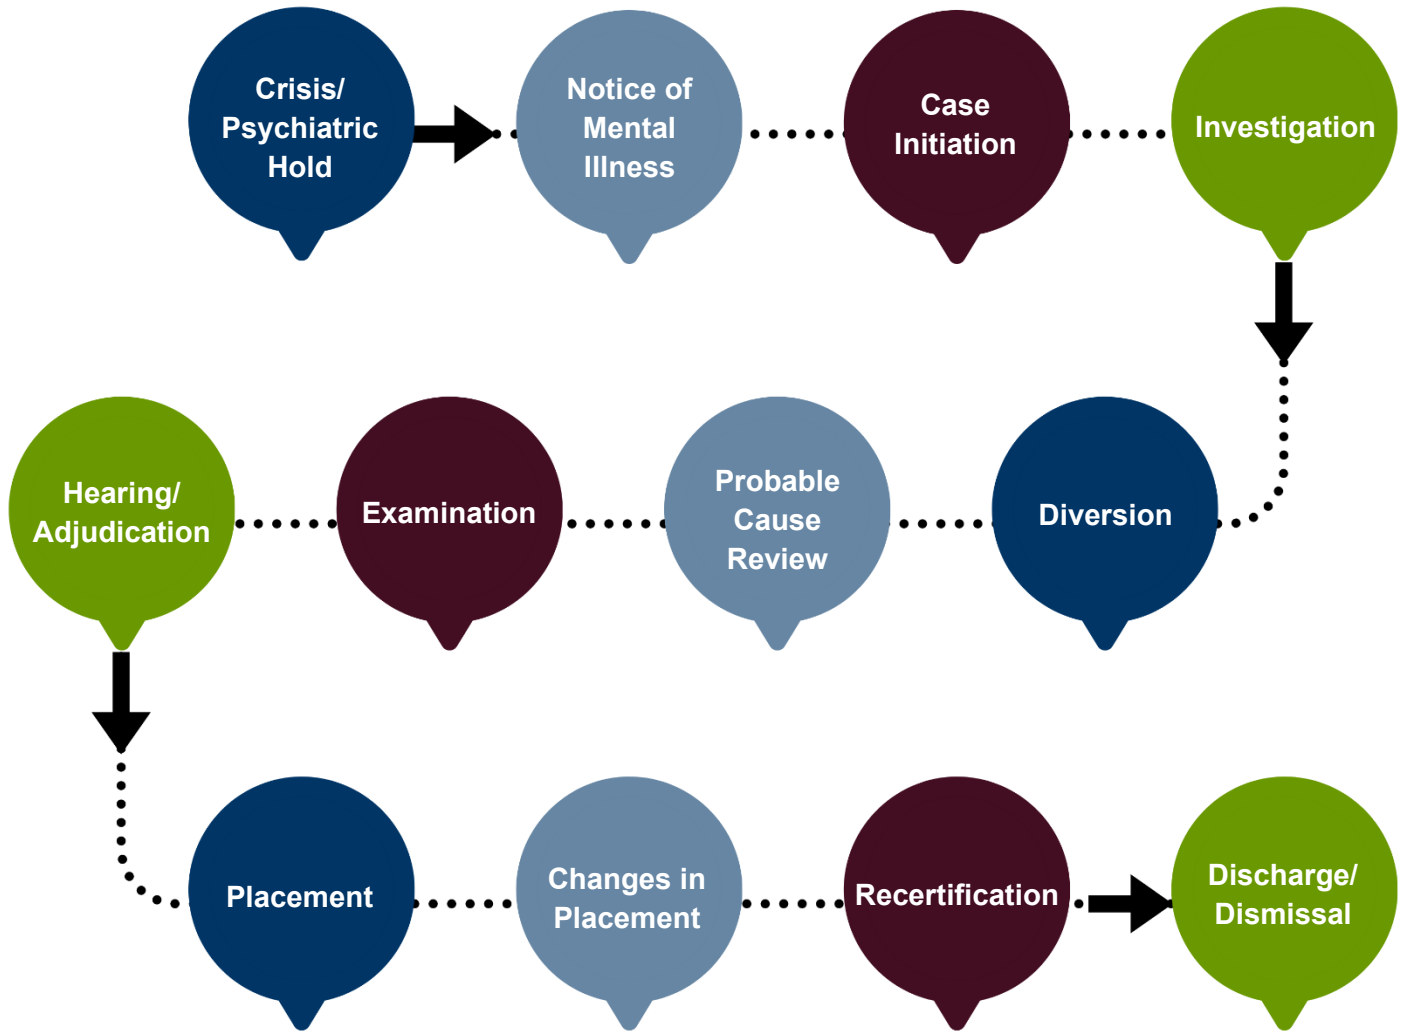 Crisis/
Psychiatric
Hold
Notice of
Mental
Illness
Case
Initiation
Investigation
Hearing/
Adjudication
Examination
Probable
Cause
Review
Diversion
Placement
Changes in
Placement
Recertification
Discharge/
Dismissal